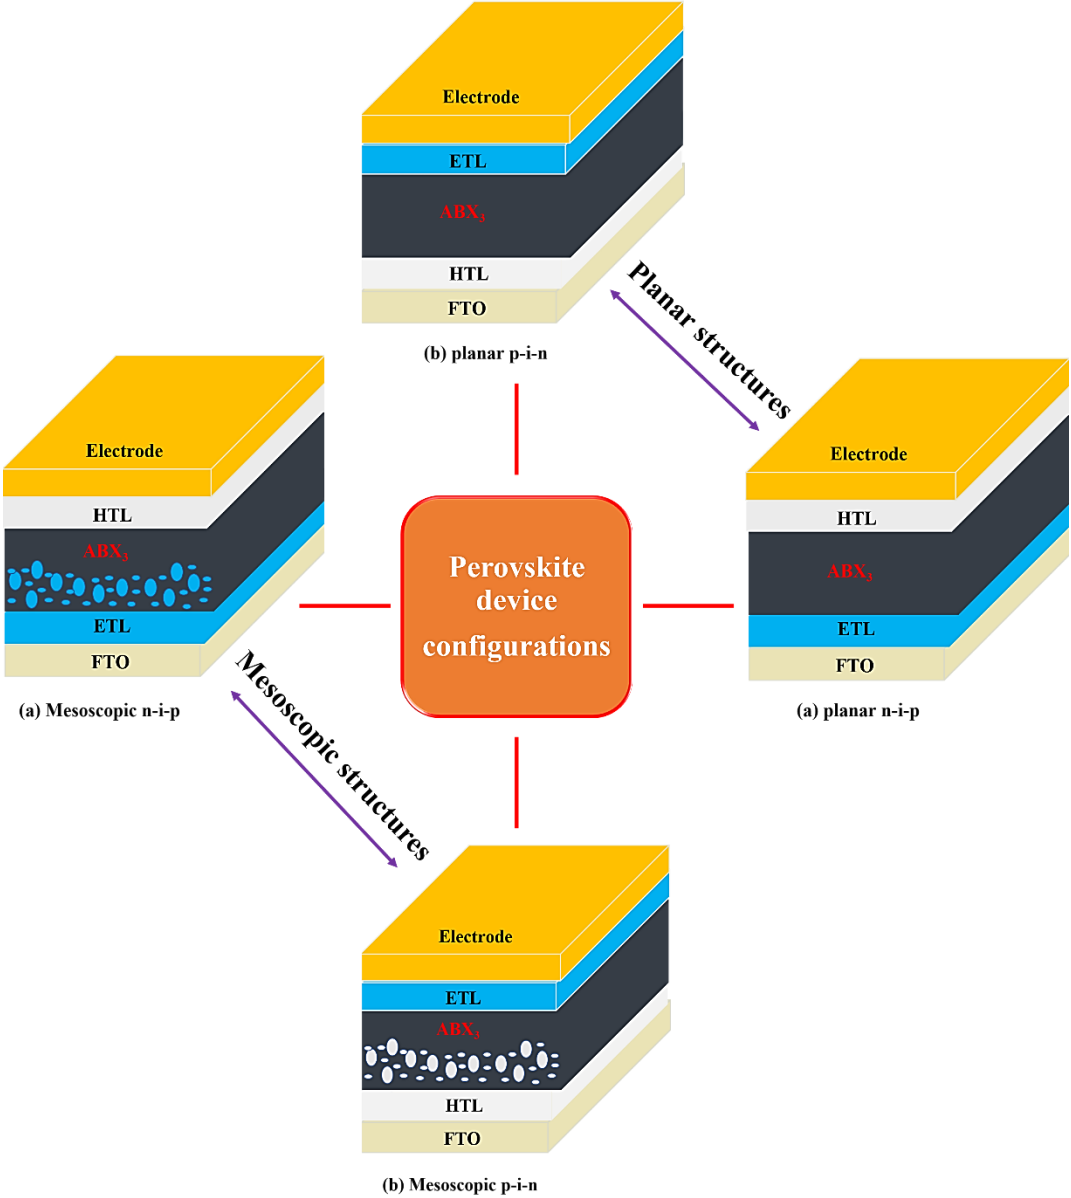 Electrode
ETL
ABX₃
HTL
FTO
(b) planar p-i-n
Planar structures
Electrode
HTL
ABX₃
ETL
FTO
(a) Mesoscopic n-i-p
Perovskite
device
configurations
Electrode
HTL
ABX₃
ETL
FTO
(a) planar n-i-p
Mesoscopic structures
Electrode
ETL
ABX₃
HTL
FTO
(b) Mesoscopic p-i-n